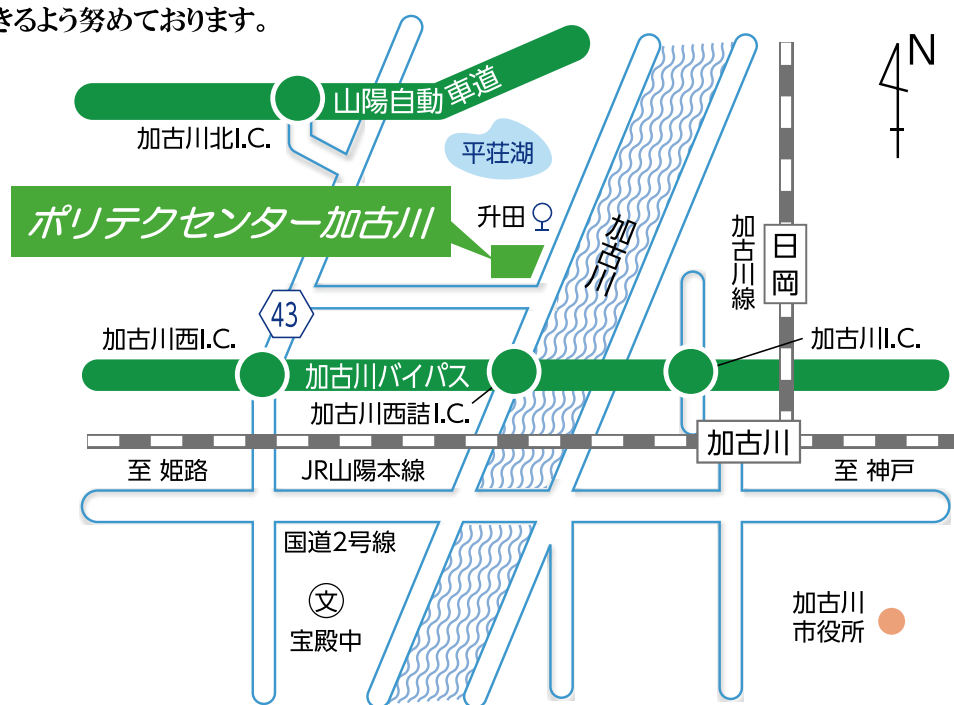 きるよう努めております。
N
山陽自動車道
加古川北I.C.
平荘湖
ポリテクセンター加古川
升田
加古川
加古川線
日岡
43
加古川西I.C.
加古川I.C.
加古川バイパス
加古川西詰I.C.
加古川
至 姫路
JR山陽本線
至 神戸
国道2号線
文
宝殿中
加古川
市役所